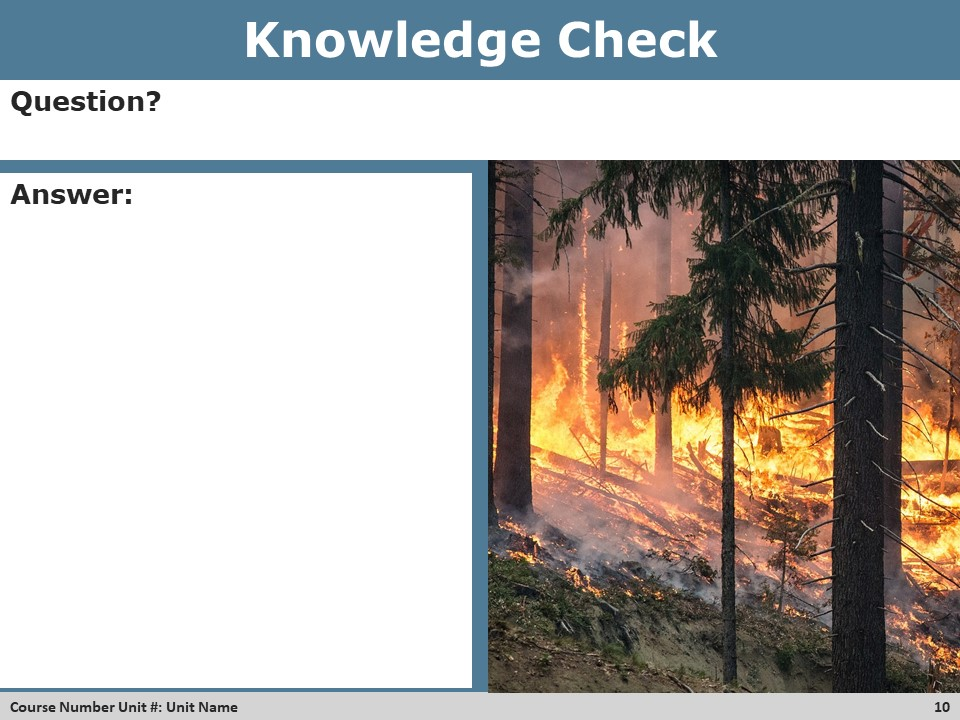 Knowledge Check
Question?
Answer:
Course Number Unit #: Unit Name
10